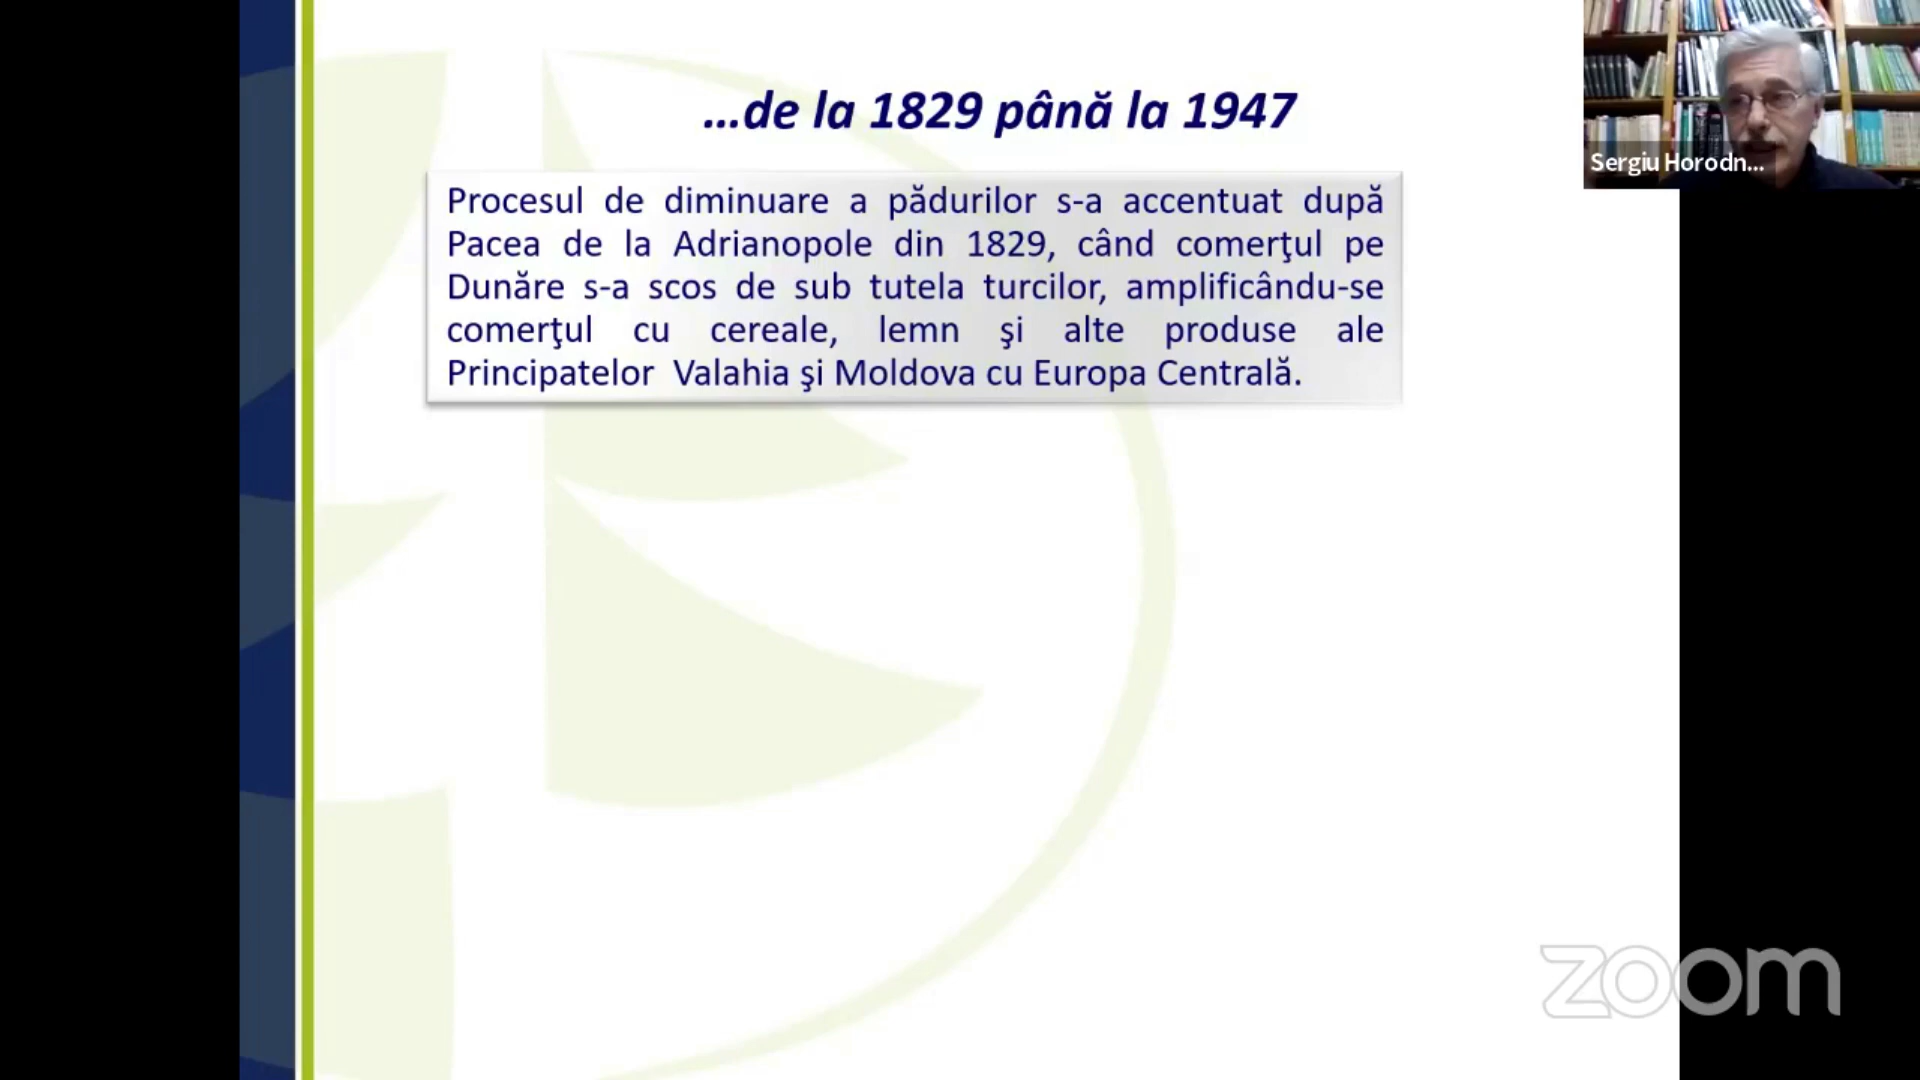 ...de la 1829 până la 1947
Procesul de diminuare a pădurilor s-a accentuat după
Pacea de la Adrianopole din 1829, când comerţul pe
Dunăre s-a scos de sub tutela turcilor, amplificându-se
comerţul cu cereale, lemn şi alte produse ale
Principatelor Valahia şi Moldova cu Europa Centrală.
Sergiu Horodn...
zoom